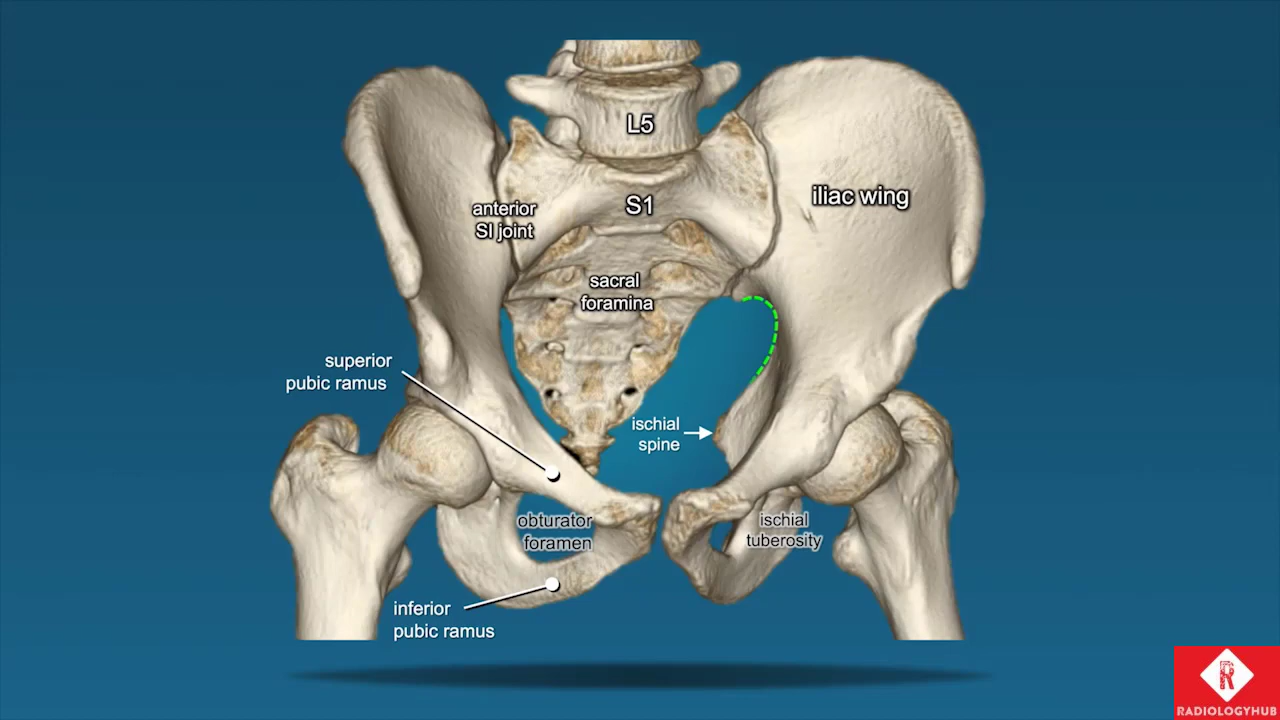 L5
S1
iliac wing
anterior
SI joint
sacral
foramina
superior
pubic ramus
ischial
spine
obturator
foramen
ischial
tuberosity
inferior
pubic ramus
R
RADIOLOGYHUB